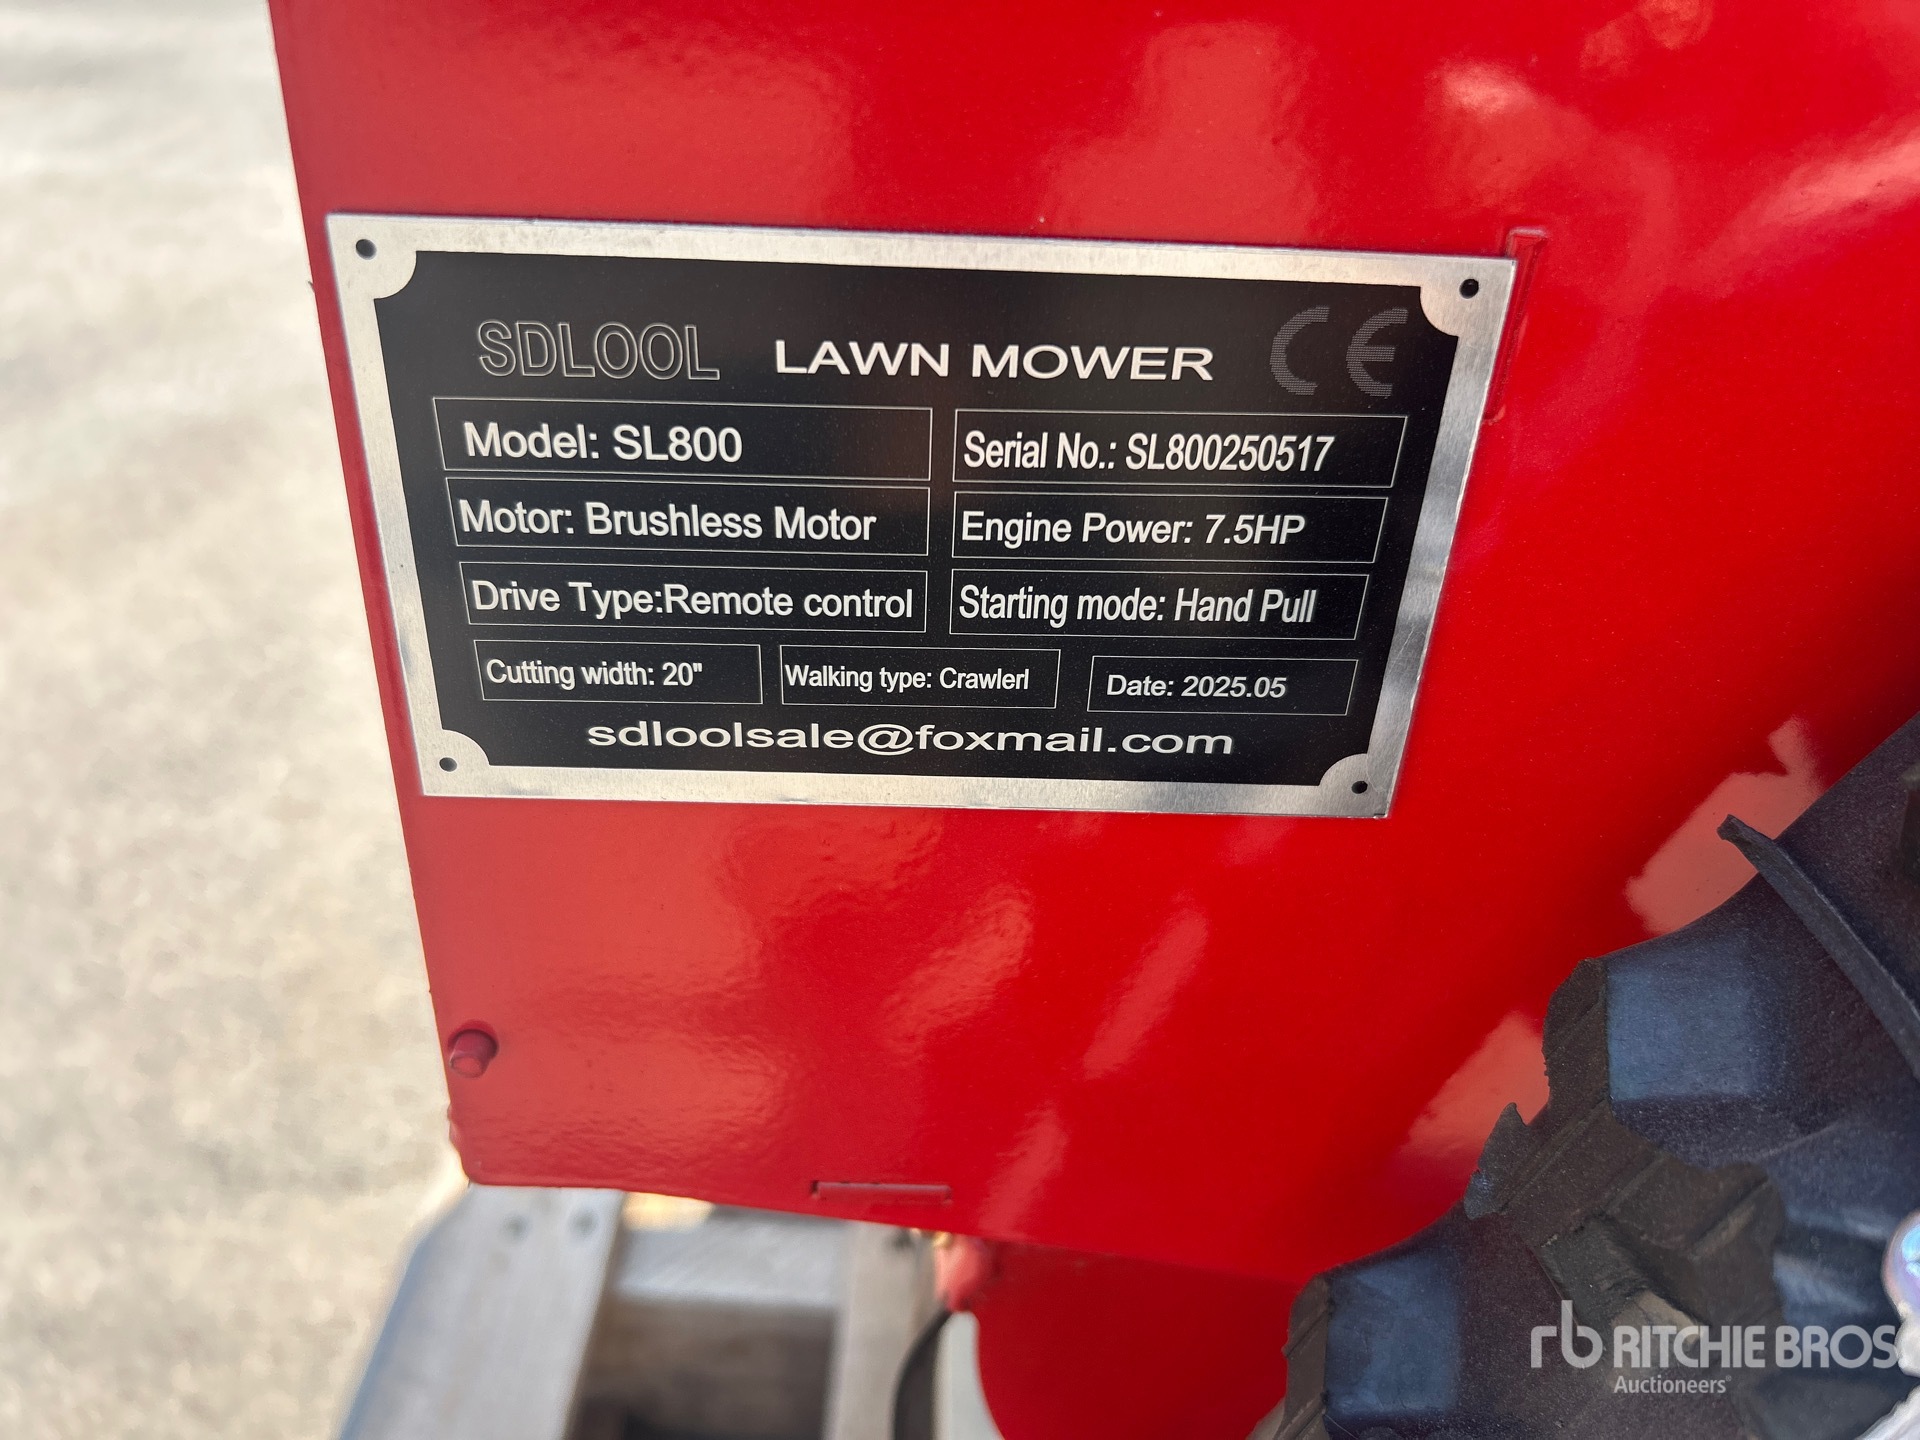 SDLOOL LAWN MOWER CE
Model: SL800 Serial No.: SL800250517
Motor: Brushless Motor Engine Power: 7.5HP
Drive Type:Remote control Starting mode: Hand Pull
Cutting width: 20" Walking type: Crawlerl Date: 2025.05
sdloolsale@foxmail.com
rb RITCHIE BROS
Auctioneers